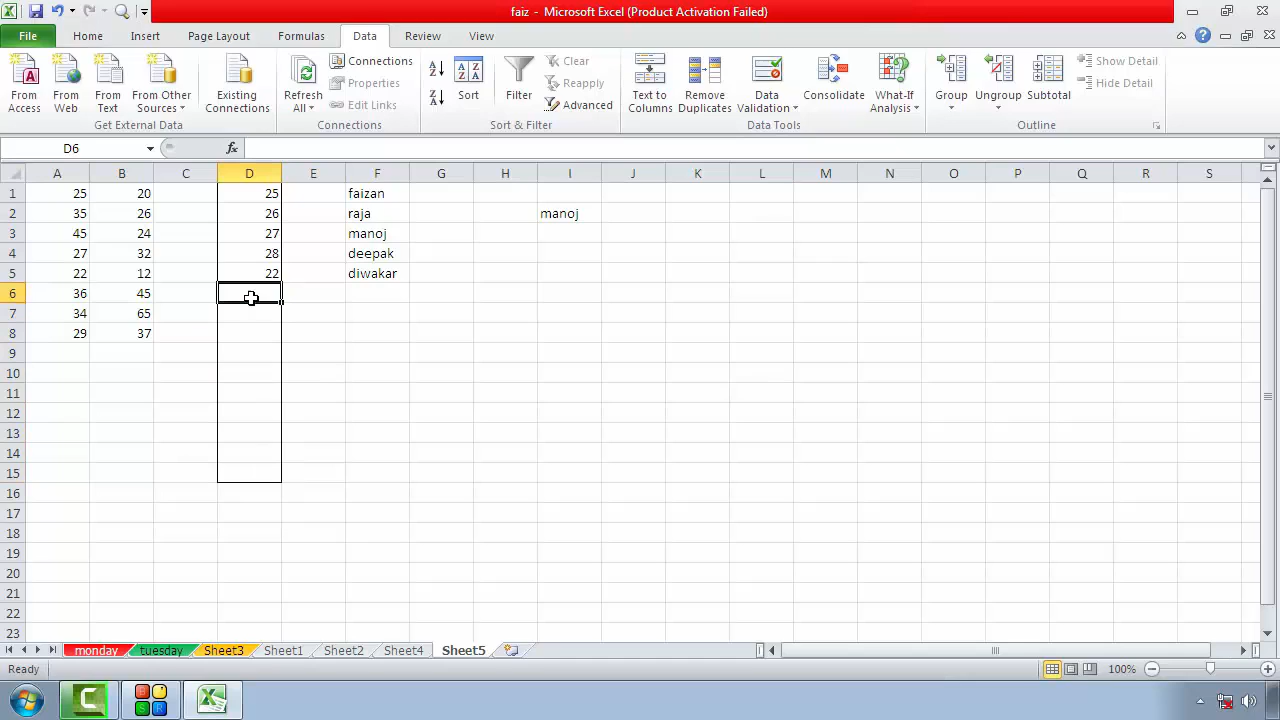 faiz - Microsoft Excel (Product Activation Failed)
File Home Insert Page Layout Formulas Data Review View
From Access
From Web
From Text
From Other Sources
Existing Connections
Get External Data
Refresh All
Connections
Properties
Edit Links
Connections
Sort
Filter
Clear
Reapply
Advanced
Sort & Filter
Text to Columns
Remove Duplicates
Data Validation
Consolidate
What-If Analysis
Data Tools
Group
Ungroup
Subtotal
Show Detail
Hide Detail
Outline
D6 fx
A B C D E F G H I J K L M N O P Q R S
1 25 20 25 faizan
2 35 26 26 raja manoj
3 45 24 27 manoj
4 27 32 28 deepak
5 22 12 22 diwakar
6 36 45
7 34 65
8 29 37
9
10
11
12
13
14
15
16
17
18
19
20
21
22
23
monday tuesday Sheet3 Sheet1 Sheet2 Sheet4 Sheet5
Ready 100%